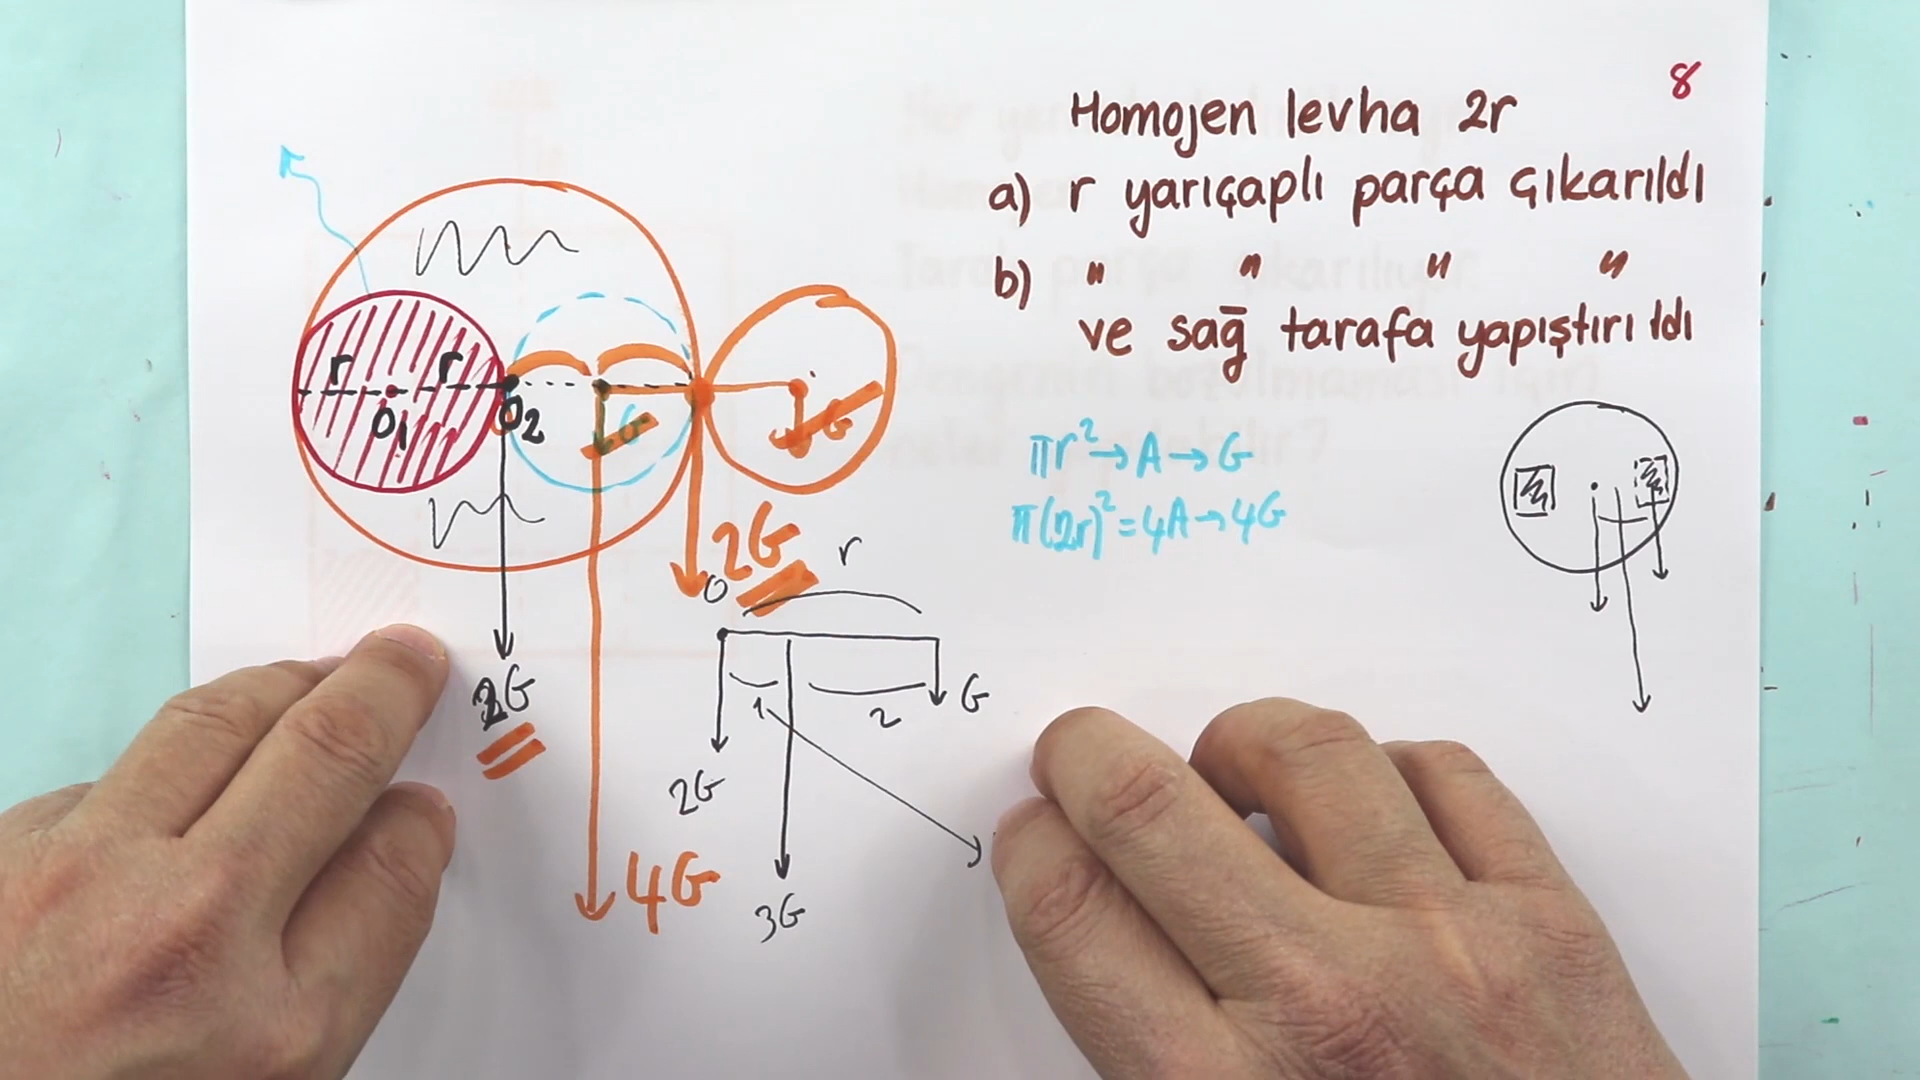 8
Homojen levha 2r
a) r yarıçaplı parça çıkarıldı
b) " " " "
ve sağ tarafa yapıştırıldı
πr² → A → G
π(2r)² = 4A → 4G
r r
O₁ O₂
G G
2G 2G
4G
O r
1 2 G
2G
3G